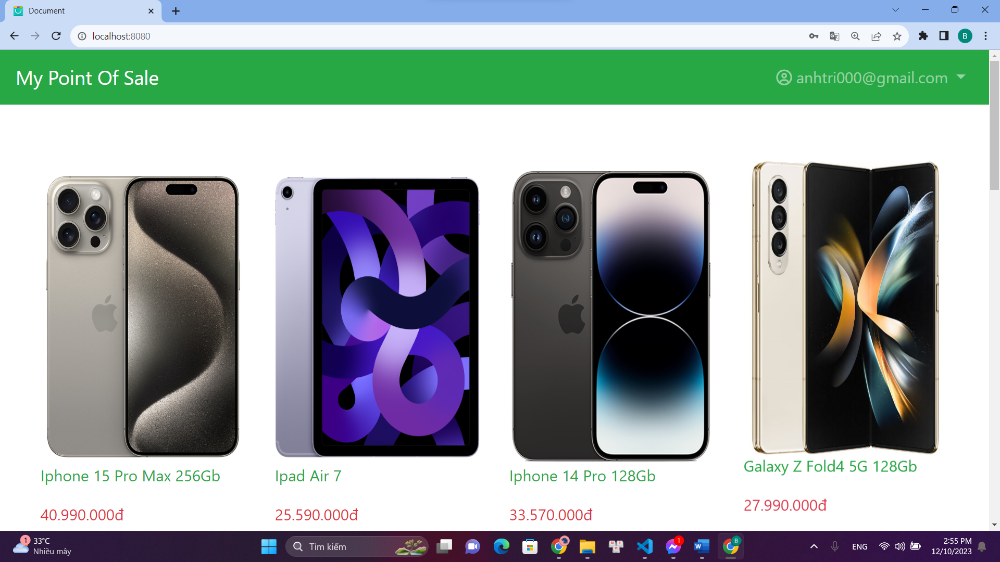 Document
localhost:8080
B
My Point Of Sale
anhtri000@gmail.com
Iphone 15 Pro Max 256Gb
Ipad Air 7
Iphone 14 Pro 128Gb
Galaxy Z Fold4 5G 128Gb
40.990.000đ
25.590.000đ
33.570.000đ
27.990.000đ
1
33°C
Nhiều mây
Tìm kiếm
1
W
B
ENG
2:55 PM
12/10/2023